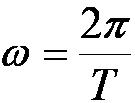 ω = 2π/T